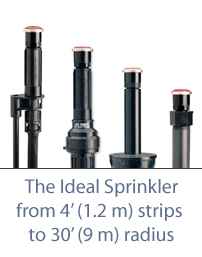 The Ideal Sprinkler
from 4’ (1.2 m) strips
to 30’ (9 m) radius